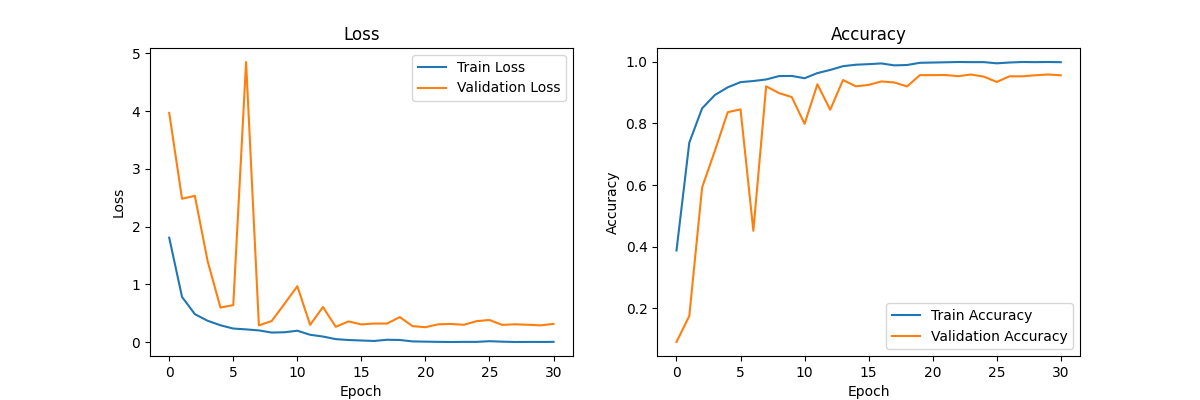 Loss
Train Loss
Validation Loss
5
4
3
2
1
0
Loss
0 5 10 15 20 25 30
Epoch
Accuracy
1.0
0.8
0.6
0.4
0.2
Accuracy
Train Accuracy
Validation Accuracy
0 5 10 15 20 25 30
Epoch